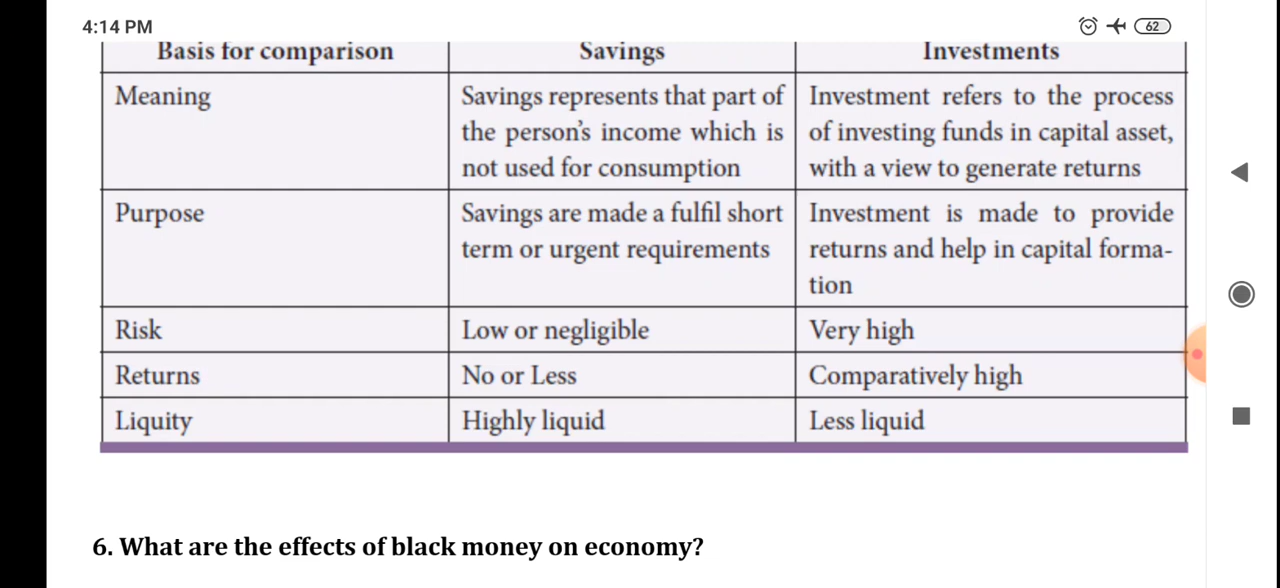 4:14 PM
62
Basis for comparison Savings Investments
Meaning Savings represents that part of Investment refers to the process
the person's income which is of investing funds in capital asset,
not used for consumption with a view to generate returns
Purpose Savings are made a fulfil short Investment is made to provide
term or urgent requirements returns and help in capital forma-
tion
Risk Low or negligible Very high
Returns No or Less Comparatively high
Liquity Highly liquid Less liquid
6. What are the effects of black money on economy?